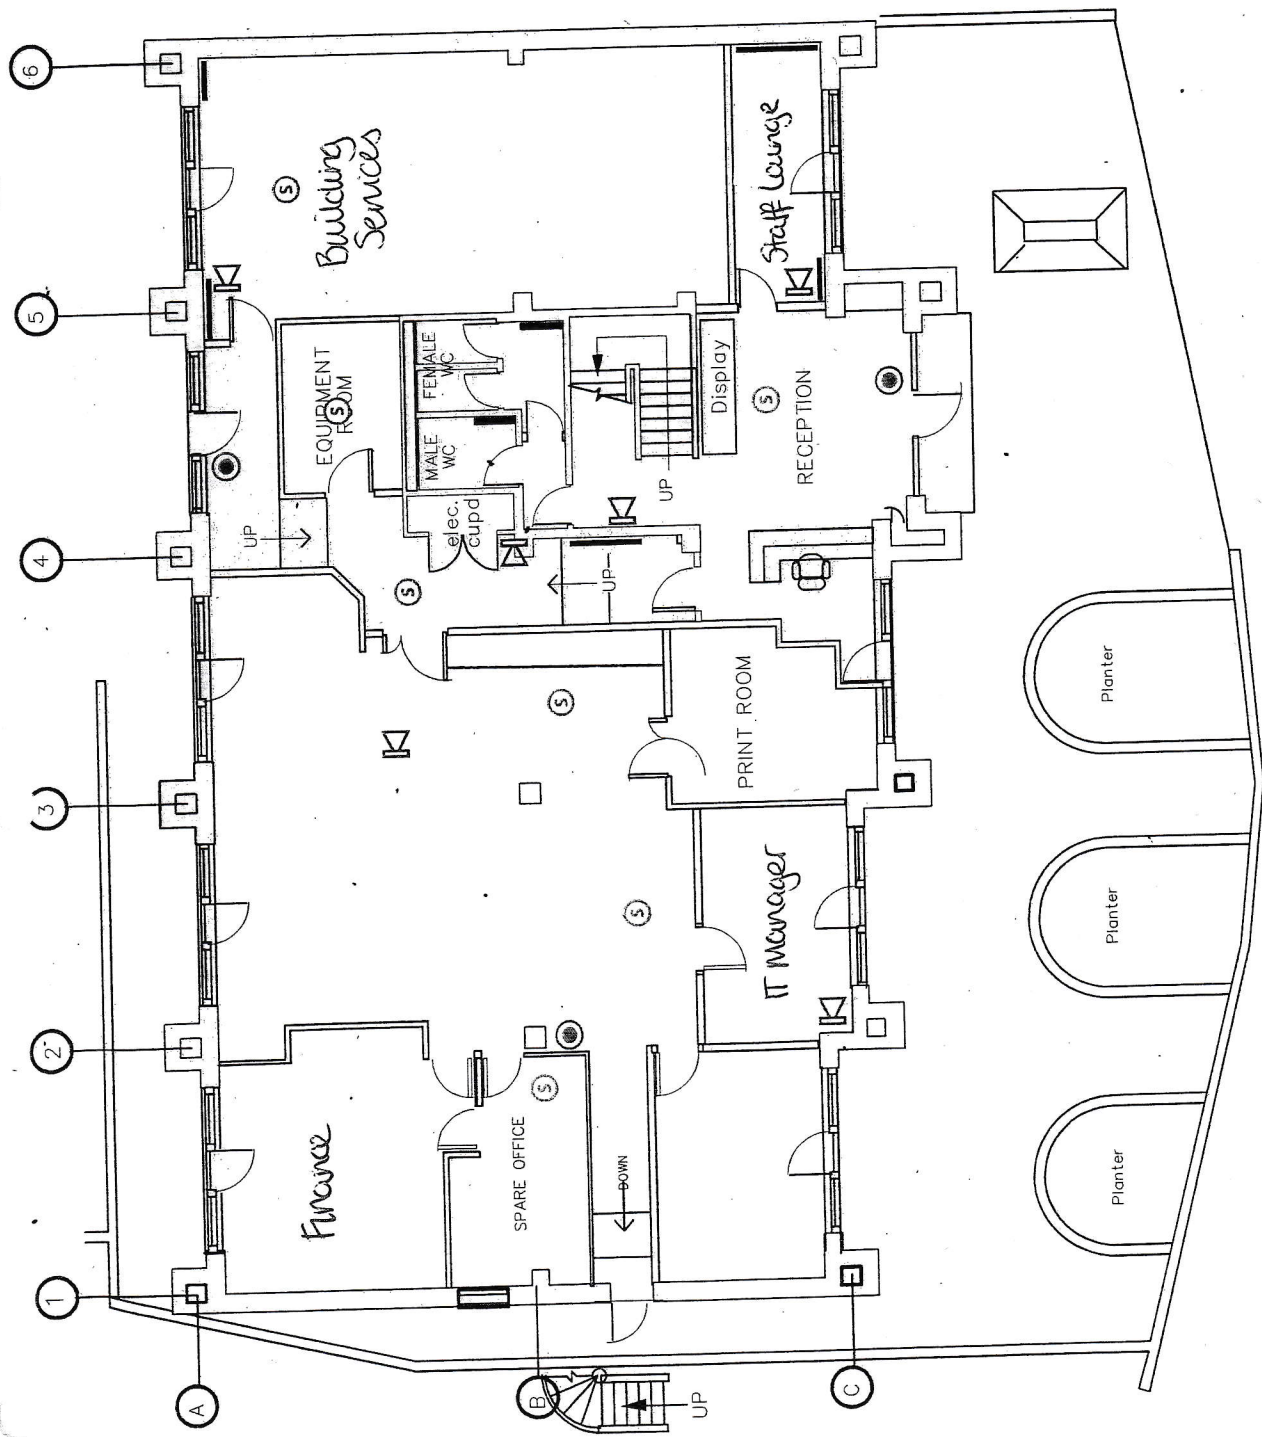 1
2
3
4
5
6
A
UP
S
Finance
EQUIPMENT
ROOM
S
Building
Services
S
MALE
WC
FEMALE
WC
elec.
cupd
SPARE OFFICE
S
B
S
UP
DOWN
S
UP
UP
Display
PRINT ROOM
IT Manager
S
Staff Lounge
RECEPTION
C
Planter
Planter
Planter